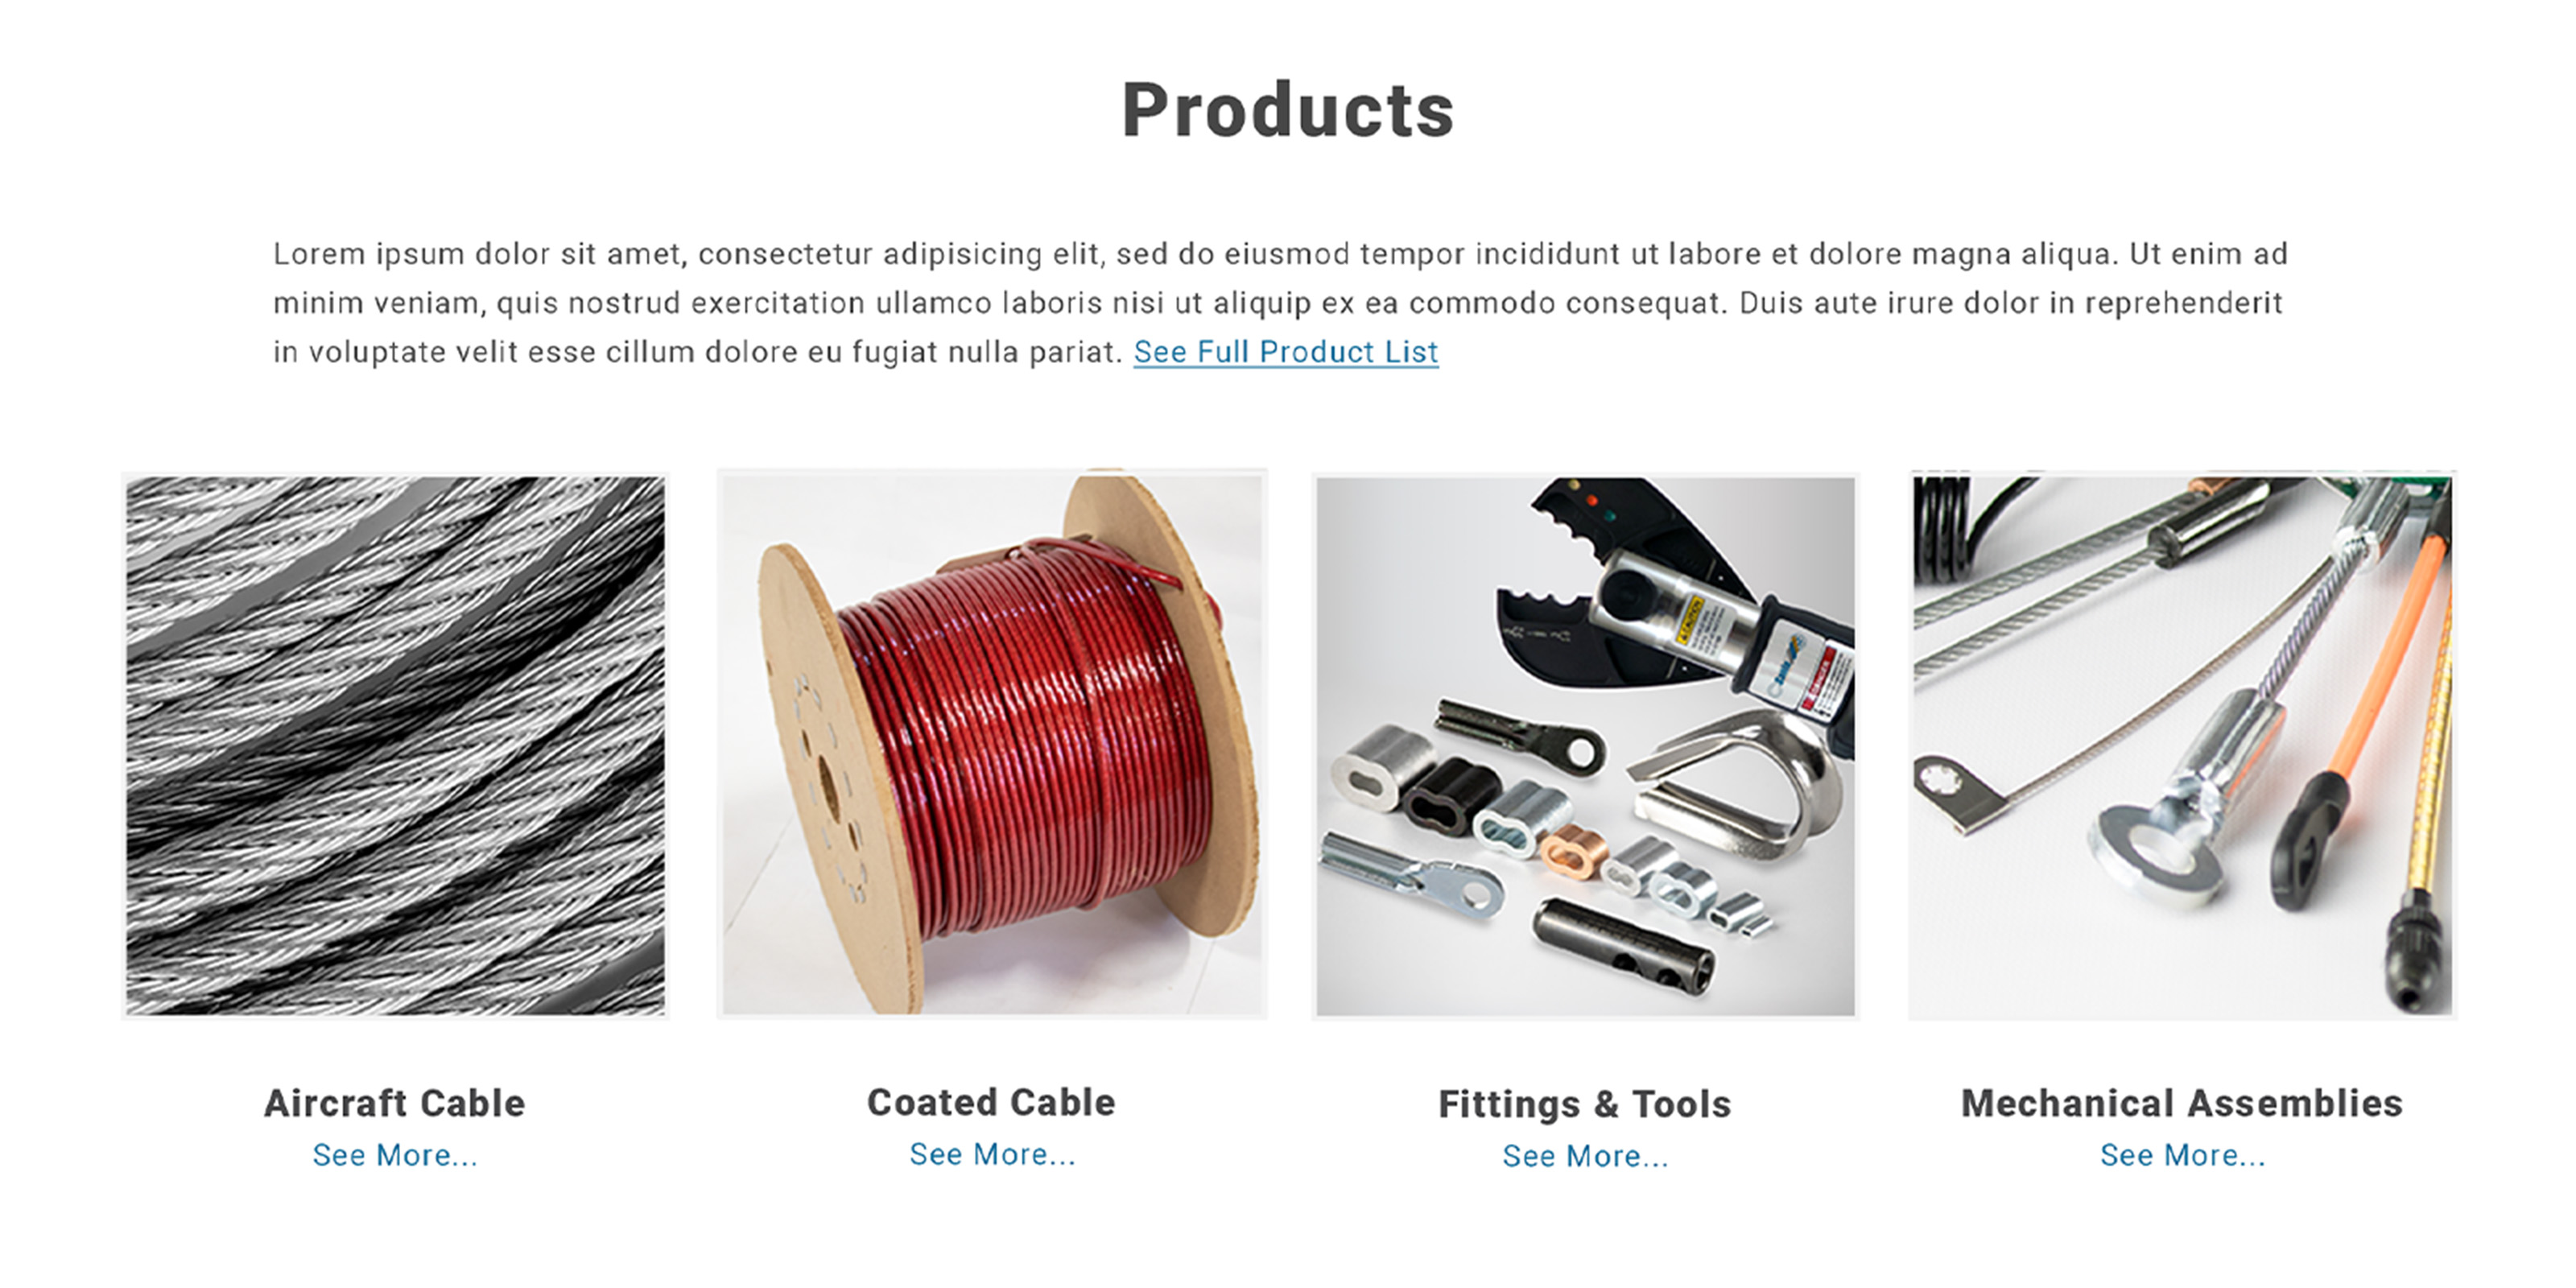 Products
Lorem ipsum dolor sit amet, consectetur adipisicing elit, sed do eiusmod tempor incididunt ut labore et dolore magna aliqua. Ut enim ad
minim veniam, quis nostrud exercitation ullamco laboris nisi ut aliquip ex ea commodo consequat. Duis aute irure dolor in reprehenderit
in voluptate velit esse cillum dolore eu fugiat nulla pariat. See Full Product List
Aircraft Cable
See More...
Coated Cable
See More...
Fittings & Tools
See More...
Mechanical Assemblies
See More...